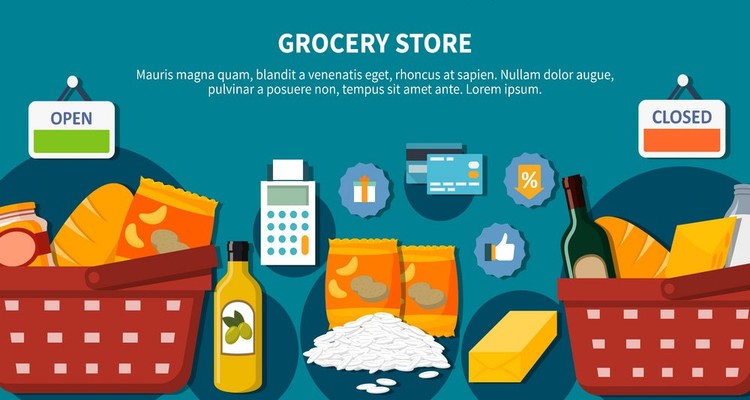 GROCERY STORE
Mauris magna quam, blandit a venenatis eget, rhoncus at sapien. Nullam dolor augue,
pulvinar a posuere non, tempus sit amet ante. Lorem ipsum.
OPEN
CLOSED
%